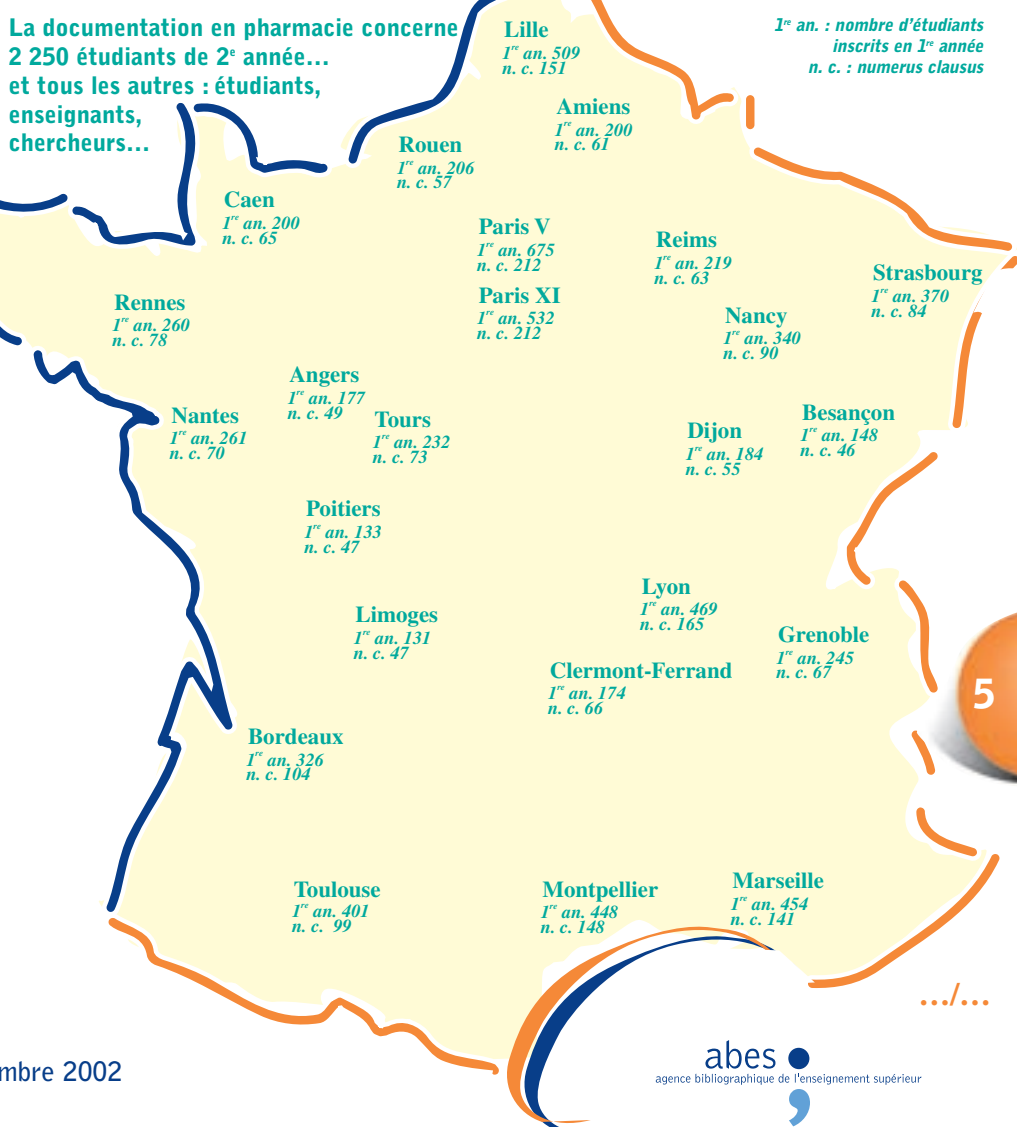 La documentation en pharmacie concerne
2 250 étudiants de 2e année...
et tous les autres : étudiants,
enseignants,
chercheurs...
1re an. : nombre d'étudiants
inscrits en 1re année
n. c. : numerus clausus
Lille
1re an. 509
n. c. 151
Amiens
1re an. 200
n. c. 61
Rouen
1re an. 206
n. c. 57
Caen
1re an. 200
n. c. 65
Paris V
1re an. 675
n. c. 212
Reims
1re an. 219
n. c. 63
Strasbourg
1re an. 370
n. c. 84
Paris XI
1re an. 532
n. c. 212
Rennes
1re an. 260
n. c. 78
Nancy
1re an. 340
n. c. 90
Angers
1re an. 177
n. c. 49
Nantes
1re an. 261
n. c. 70
Tours
1re an. 232
n. c. 73
Dijon
1re an. 184
n. c. 55
Besançon
1re an. 148
n. c. 46
Poitiers
1re an. 133
n. c. 47
Limoges
1re an. 131
n. c. 47
Lyon
1re an. 469
n. c. 165
Grenoble
1re an. 245
n. c. 67
Clermont-Ferrand
1re an. 174
n. c. 66
5
Bordeaux
1re an. 326
n. c. 104
Toulouse
1re an. 401
n. c. 99
Montpellier
1re an. 448
n. c. 148
Marseille
1re an. 454
n. c. 141
.../...
mbre 2002
abes
agence bibliographique de l'enseignement supérieur